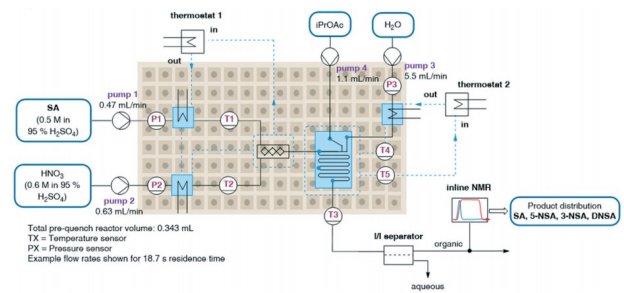 thermostat 1
in
out
iPrOAc
H₂O
pump 4
1.1 mL/min
pump 3
5.5 mL/min
P3
out
thermostat 2
in
pump 1
0.47 mL/min
SA
(0.5 M in
95 % H₂SO₄)
P1
T1
T4
T5
HNO₃
(0.6 M in 95 %
H₂SO₄)
P2
T2
pump 2
0.63 mL/min
T3
inline NMR
Product distribution
SA, 5-NSA, 3-NSA, DNSA
Total pre-quench reactor volume: 0.343 mL
TX = Temperature sensor
PX = Pressure sensor
Example flow rates shown for 18.7 s residence time
l/l separator
organic
aqueous